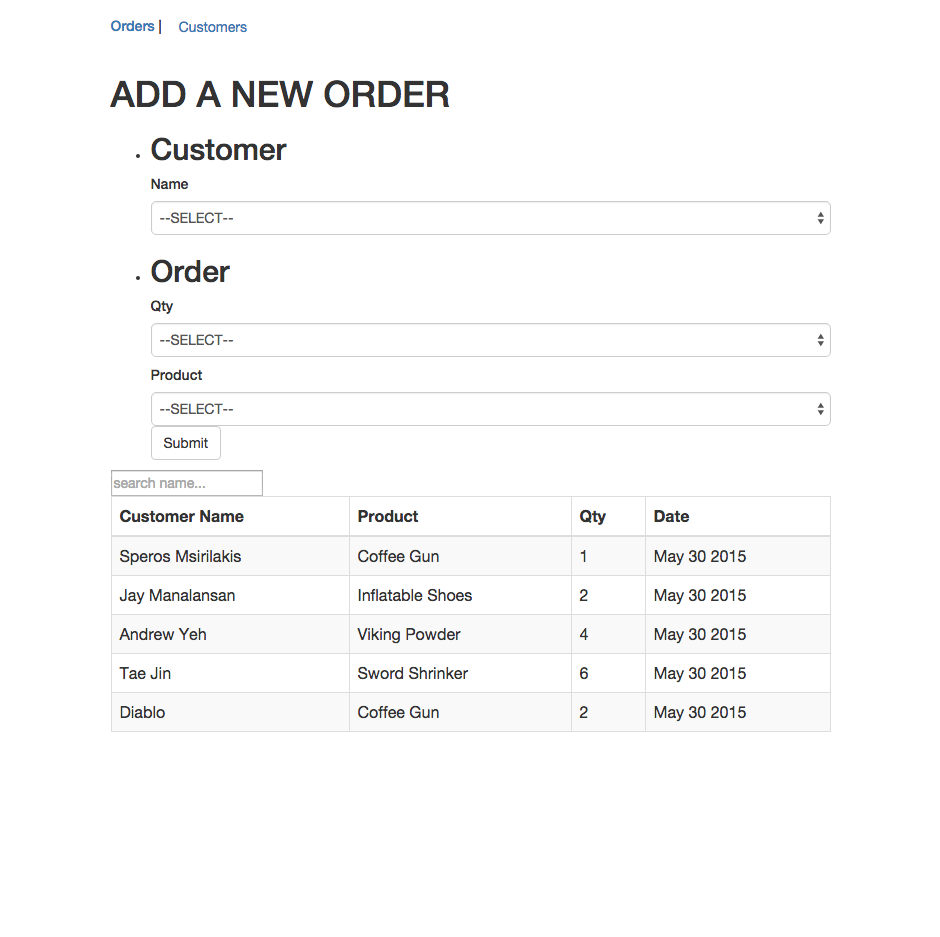 Orders | Customers
ADD A NEW ORDER
Customer
Name
--SELECT--
Order
Qty
--SELECT--
Product
--SELECT--
Submit
search name...
Customer Name Product Qty Date
Speros Msirilakis Coffee Gun 1 May 30 2015
Jay Manalansan Inflatable Shoes 2 May 30 2015
Andrew Yeh Viking Powder 4 May 30 2015
Tae Jin Sword Shrinker 6 May 30 2015
Diablo Coffee Gun 2 May 30 2015